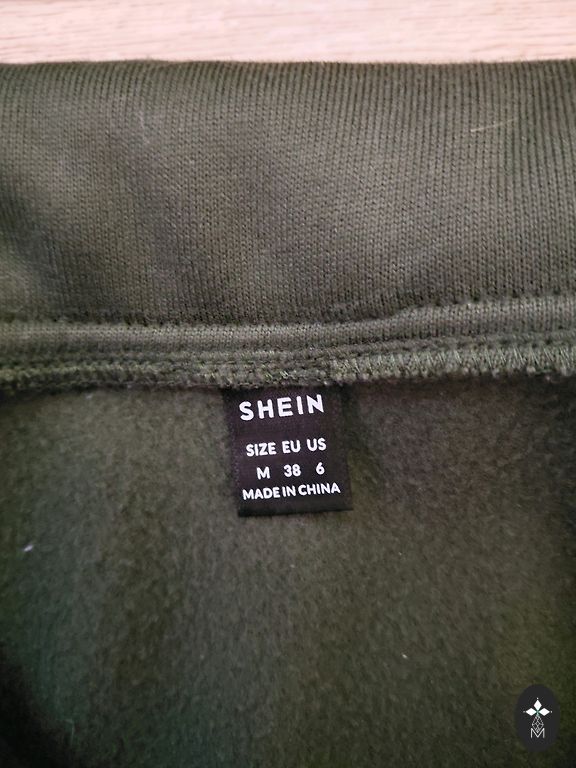 SHEIN
SIZE EU US
M 38 6
MADE IN CHINA
M